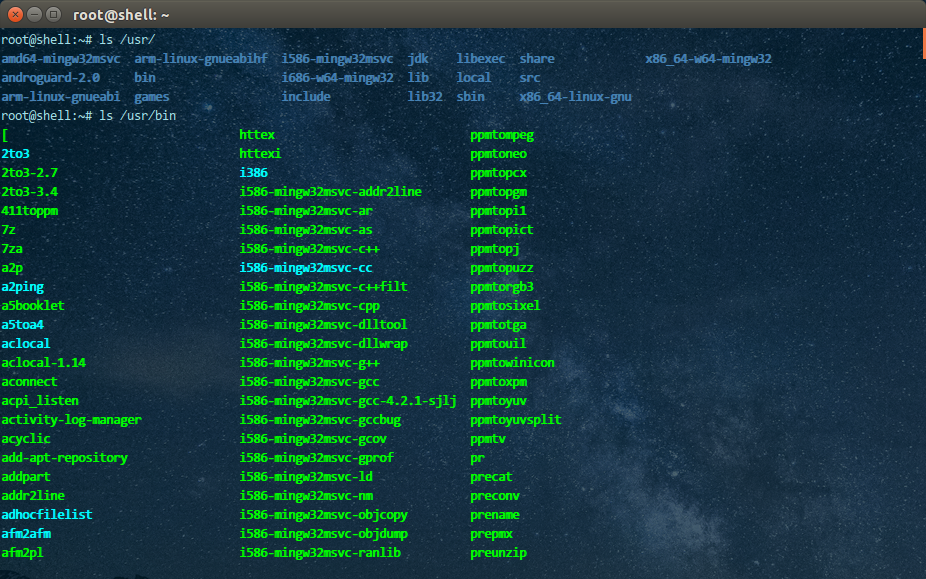 root@shell: ~
root@shell:~# ls /usr/
amd64-mingw32msvc arm-linux-gnueabihf i586-mingw32msvc jdk libexec share x86_64-w64-mingw32
androguard-2.0 bin i686-w64-mingw32 lib local src
arm-linux-gnueabi games include lib32 sbin x86_64-linux-gnu
root@shell:~# ls /usr/bin
[ httex ppmtompeg
2to3 httexi ppmtoneo
2to3-2.7 i386 ppmtopcx
2to3-3.4 i586-mingw32msvc-addr2line ppmtopgm
411toppm i586-mingw32msvc-ar ppmtopi1
7z i586-mingw32msvc-as ppmtopict
7za i586-mingw32msvc-c++ ppmtopj
a2p i586-mingw32msvc-cc ppmtopuzz
a2ping i586-mingw32msvc-c++filt ppmtorgb3
a5booklet i586-mingw32msvc-cpp ppmtosixel
a5toa4 i586-mingw32msvc-dlltool ppmtotga
aclocal i586-mingw32msvc-dllwrap ppmtouil
aclocal-1.14 i586-mingw32msvc-g++ ppmtowinicon
aconnect i586-mingw32msvc-gcc ppmtoxpm
acpi_listen i586-mingw32msvc-gcc-4.2.1-sjlj ppmtoyuv
activity-log-manager i586-mingw32msvc-gccbug ppmtoyuvsplit
acyclic i586-mingw32msvc-gcov ppmtv
add-apt-repository i586-mingw32msvc-gprof pr
addpart i586-mingw32msvc-ld precat
addr2line i586-mingw32msvc-nm preconv
adhocfilelist i586-mingw32msvc-objcopy prename
afm2afm i586-mingw32msvc-objdump prepmx
afm2pl i586-mingw32msvc-ranlib preunzip